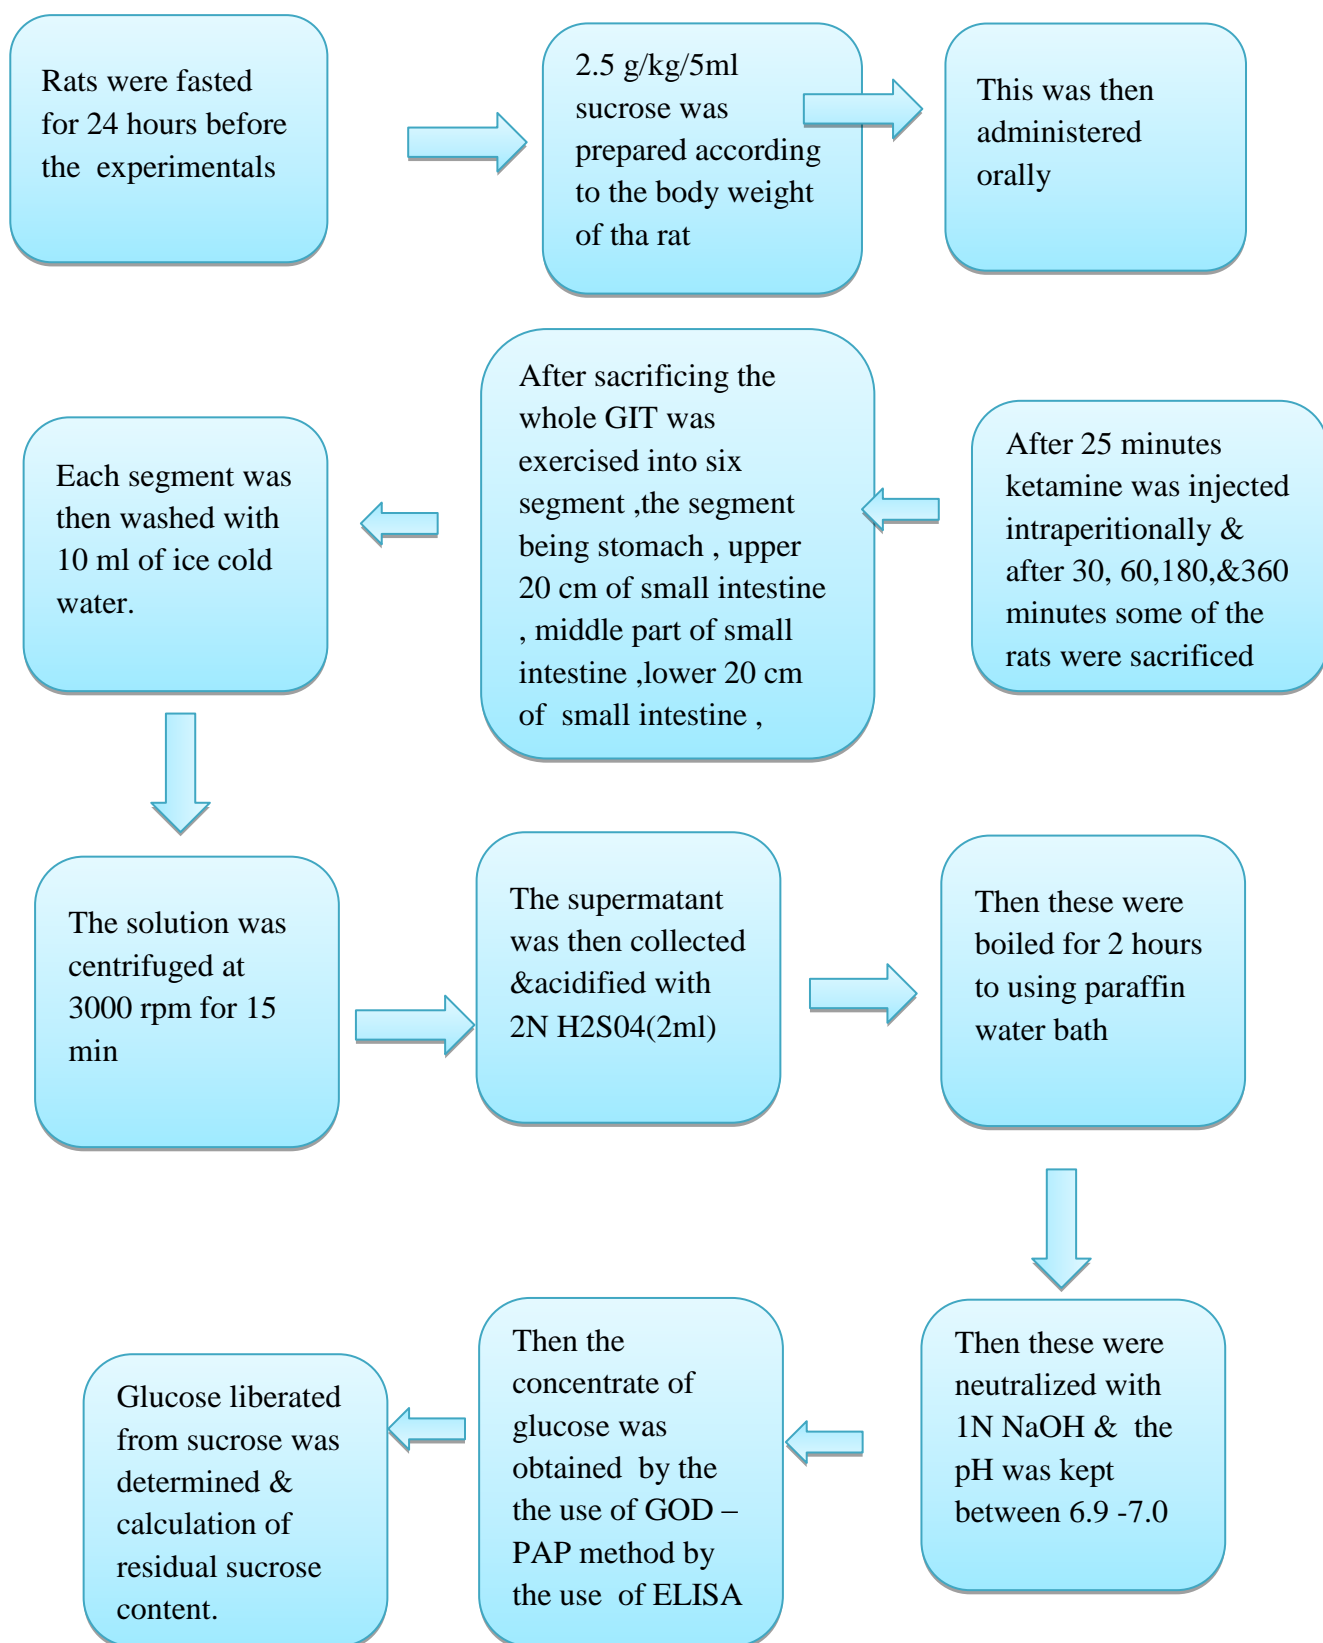 Rats were fasted
for 24 hours before
the experimentals
2.5 g/kg/5ml
sucrose was
prepared according
to the body weight
of tha rat
This was then
administered
orally
After 25 minutes
ketamine was injected
intraperitionally &
after 30, 60,180,&360
minutes some of the
rats were sacrificed
After sacrificing the
whole GIT was
exercised into six
segment ,the segment
being stomach , upper
20 cm of small intestine
, middle part of small
intestine ,lower 20 cm
of small intestine ,
Each segment was
then washed with
10 ml of ice cold
water.
The solution was
centrifuged at
3000 rpm for 15
min
The supermatant
was then collected
&acidified with
2N H2S04(2ml)
Then these were
boiled for 2 hours
to using paraffin
water bath
Then these were
neutralized with
1N NaOH & the
pH was kept
between 6.9 -7.0
Then the
concentrate of
glucose was
obtained by the
the use of GOD –
PAP method by
the use of ELISA
Glucose liberated
from sucrose was
determined &
calculation of
residual sucrose
content.